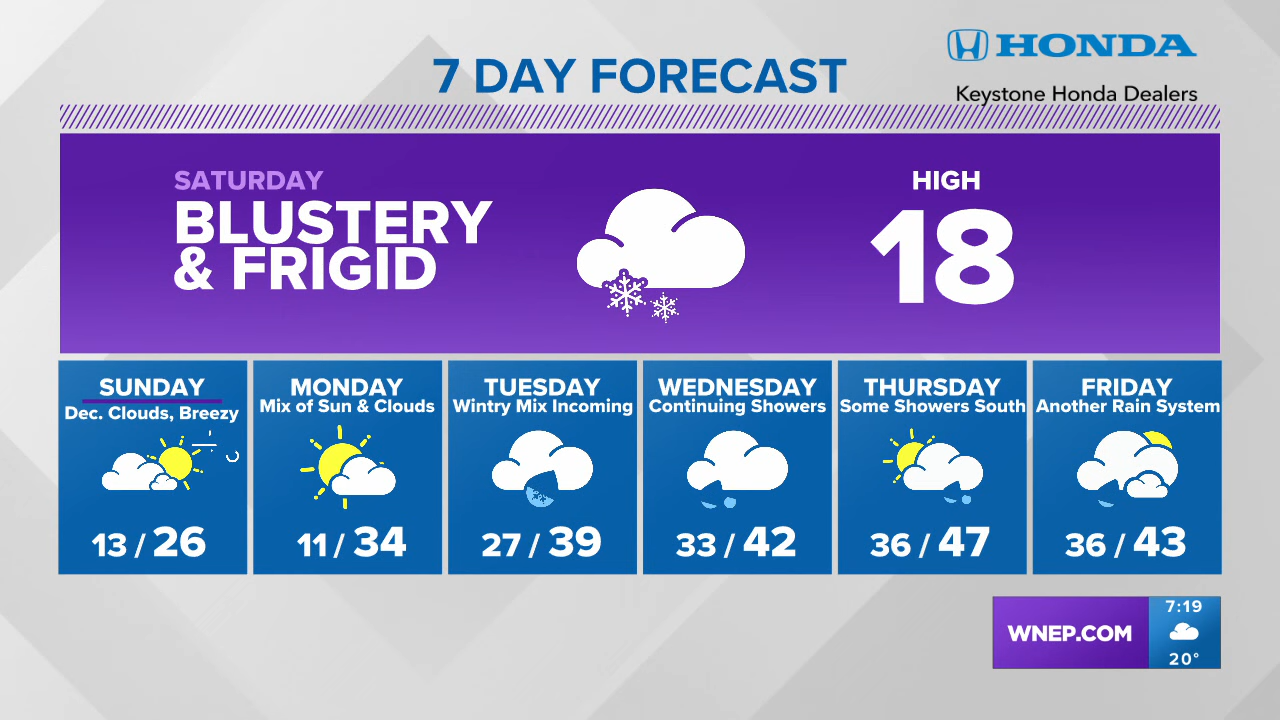 HONDA
7 DAY FORECAST
Keystone Honda Dealers
SATURDAY
BLUSTERY
& FRIGID
HIGH
18
SUNDAY
Dec. Clouds, Breezy
13 / 26
MONDAY
Mix of Sun & Clouds
11 / 34
TUESDAY
Wintry Mix Incoming
27 / 39
WEDNESDAY
Continuing Showers
33 / 42
THURSDAY
Some Showers South
36 / 47
FRIDAY
Another Rain System
36 / 43
WNEP.COM
7:19
20°